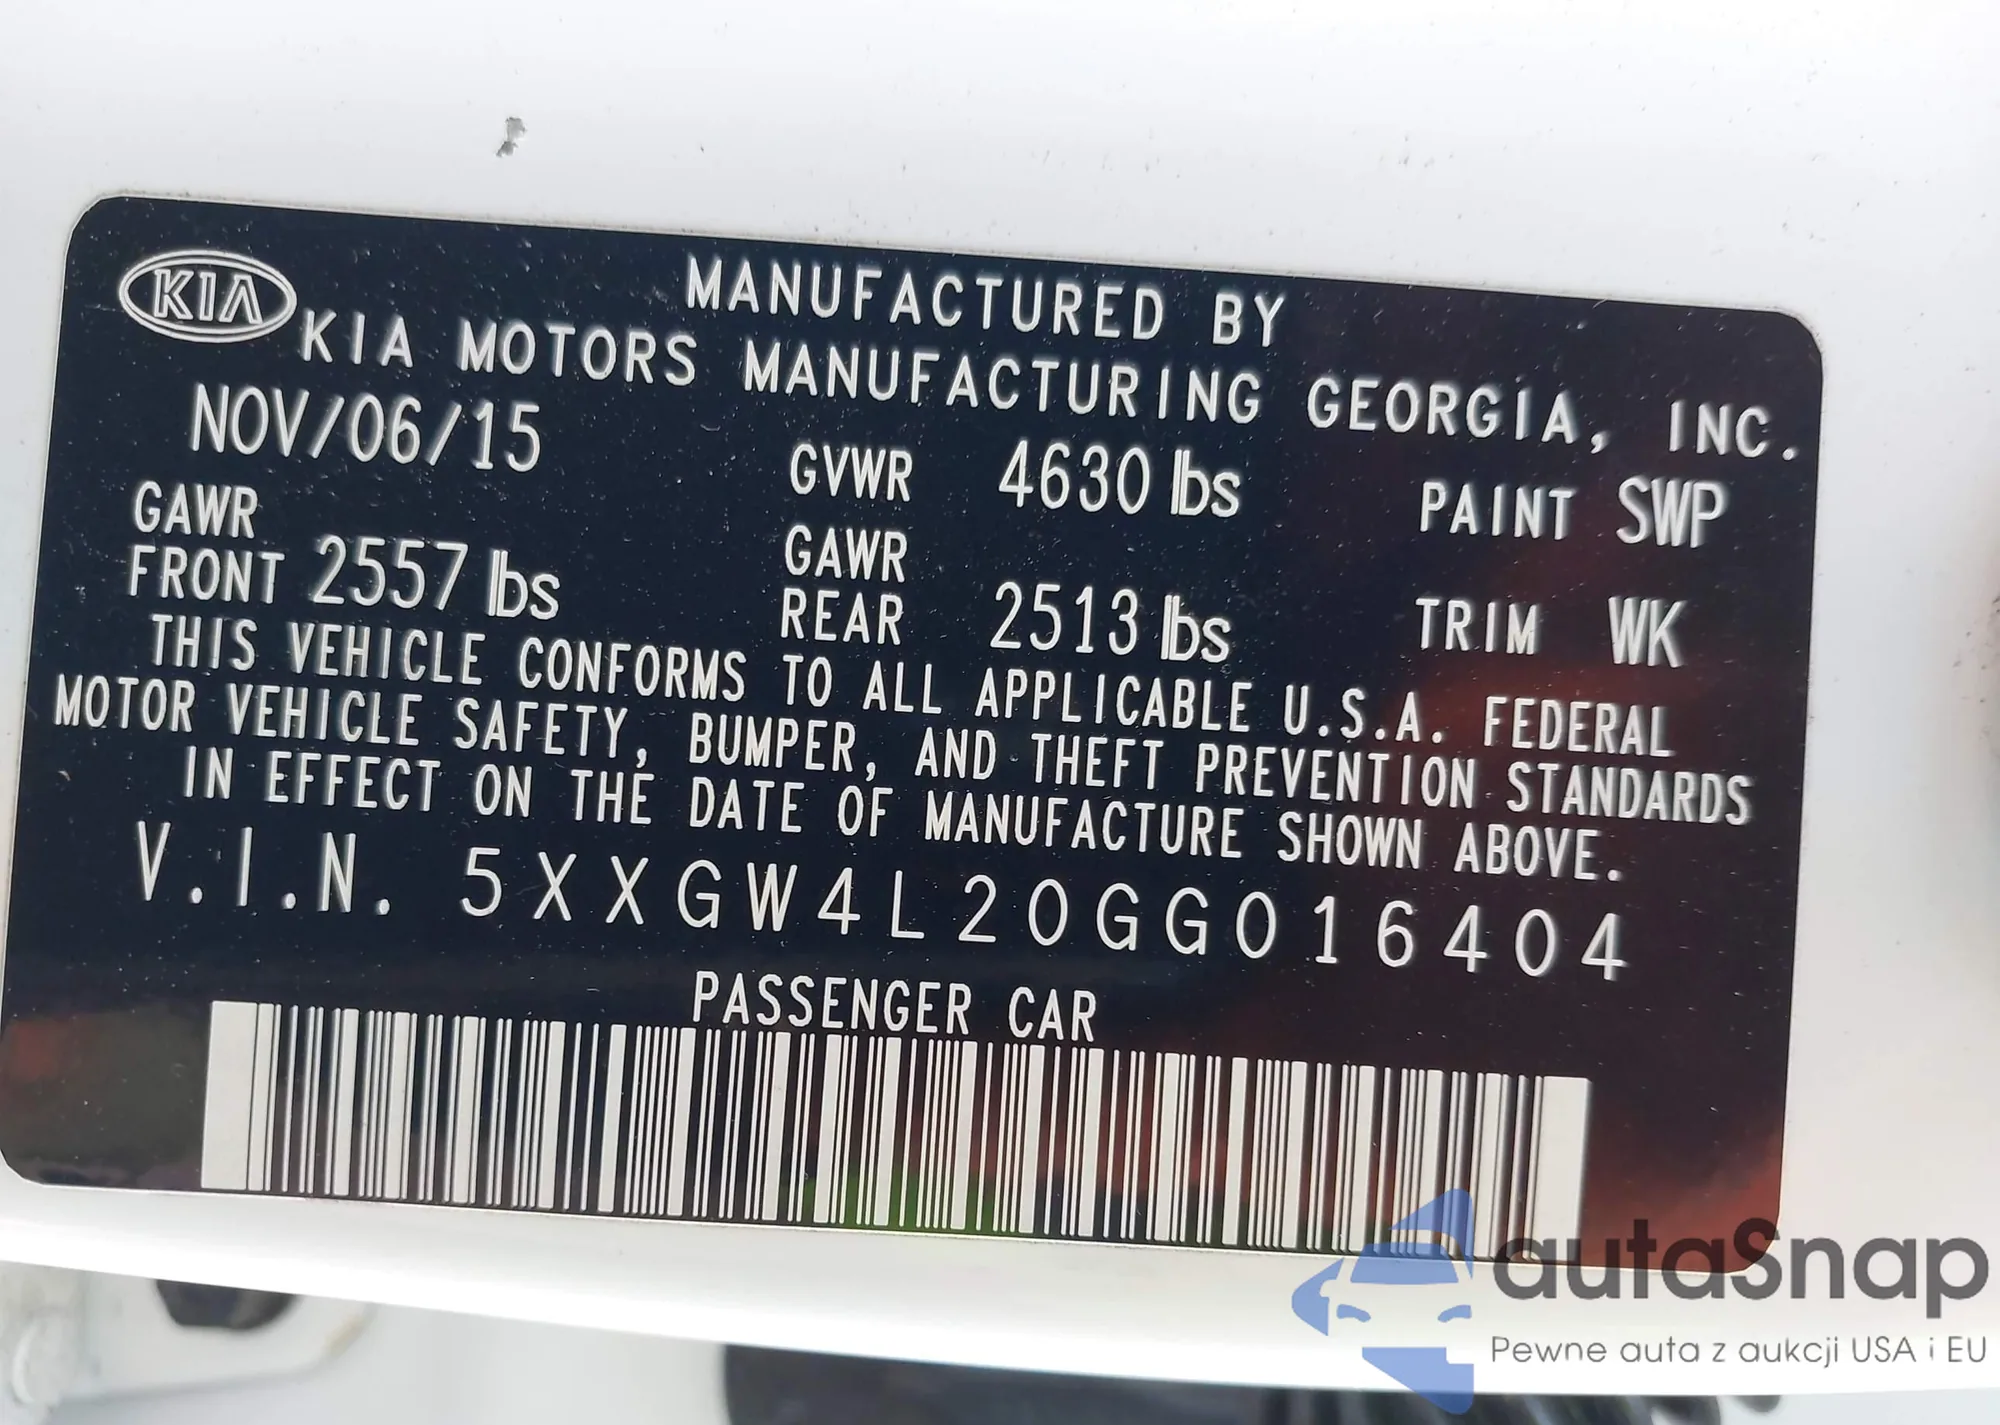 MANUFACTURED BY
KIA KIA MOTORS MANUFACTURING GEORGIA, INC.
NOV/06/15 GVWR 4630 lbs PAINT SWP
GAWR FRONT 2557 lbs GAWR REAR 2513 lbs TRIM WK
THIS VEHICLE CONFORMS TO ALL APPLICABLE U.S.A. FEDERAL
MOTOR VEHICLE SAFETY, BUMPER, AND THEFT PREVENTION STANDARDS
IN EFFECT ON THE DATE OF MANUFACTURE SHOWN ABOVE.
V.I.N. 5XXGW4L20GG016404
PASSENGER CAR
autaSnap
Pewne auta z aukcji USA i EU